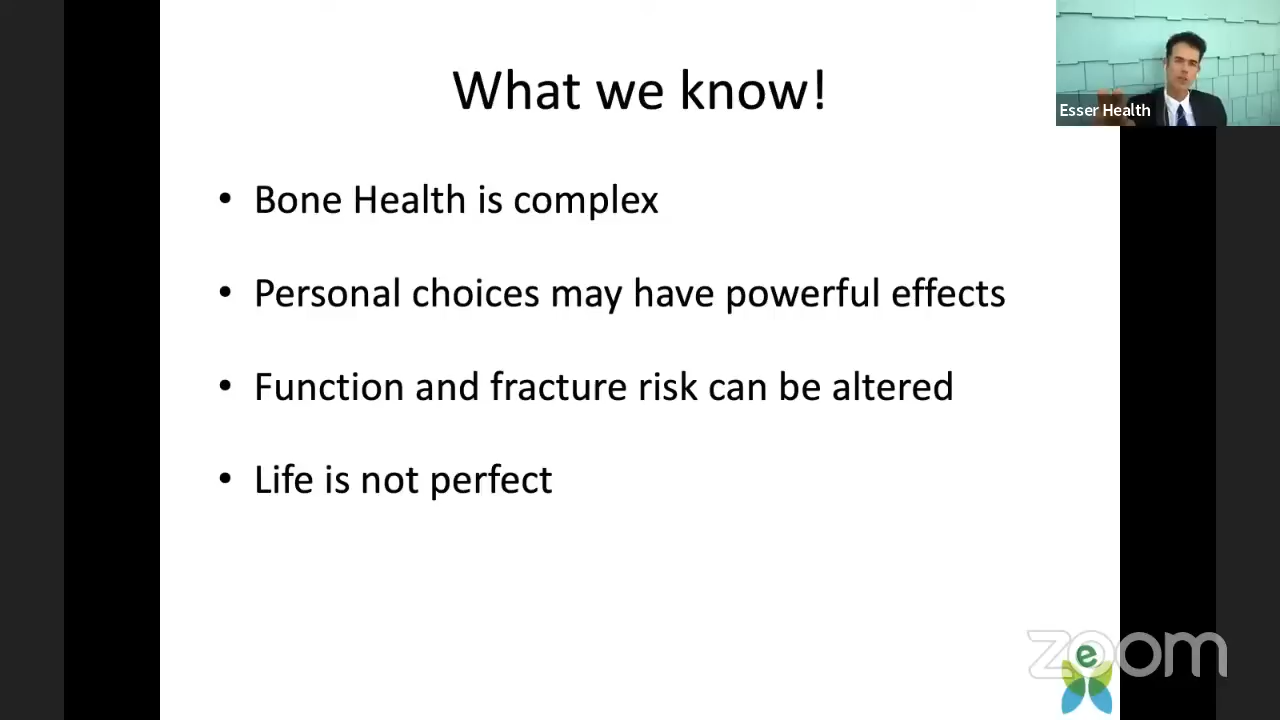 What we know!
Esser Health
• Bone Health is complex
• Personal choices may have powerful effects
• Function and fracture risk can be altered
• Life is not perfect
zoom
e